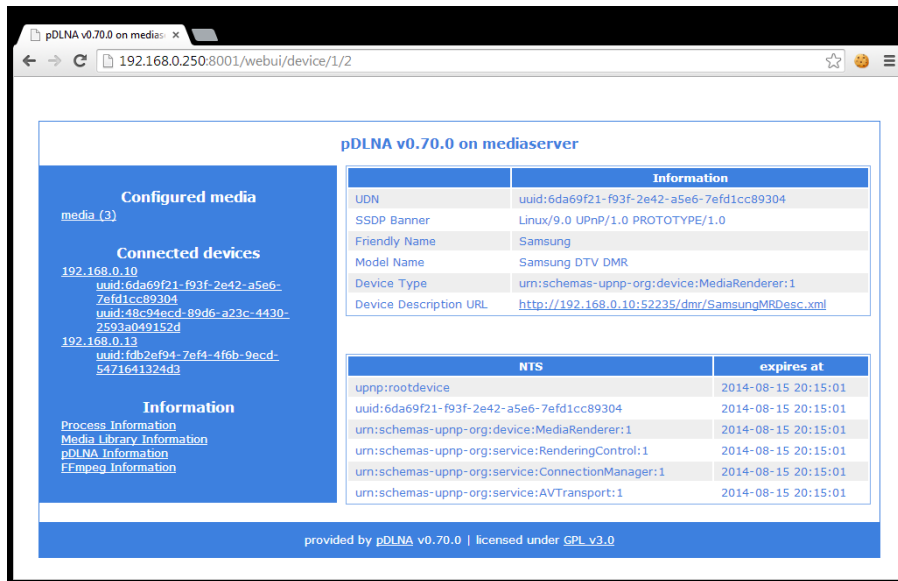 pDLNA v0.70.0 on medias
192.168.0.250:8001/webui/device/1/2
pDLNA v0.70.0 on mediaserver
Configured media
media (3)
Connected devices
192.168.0.10
uuid:6da69f21-f93f-2e42-a5e6-
7efd1cc89304
uuid:48c94ecd-89d6-a23c-4430-
2593a049152d
192.168.0.13
uuid:fdb2ef94-7ef4-4f6b-9ecd-
5471641324d3
Information
Process Information
Media Library Information
pDLNA Information
FFmpeg Information
Information
UDN uuid:6da69f21-f93f-2e42-a5e6-7efd1cc89304
SSDP Banner Linux/9.0 UPnP/1.0 PROTOTYPE/1.0
Friendly Name Samsung
Model Name Samsung DTV DMR
Device Type urn:schemas-upnp-org:device:MediaRenderer:1
Device Description URL http://192.168.0.10:52235/dmr/SamsungMRDesc.xml
NTS expires at
upnp:rootdevice 2014-08-15 20:15:01
uuid:6da69f21-f93f-2e42-a5e6-7efd1cc89304 2014-08-15 20:15:01
urn:schemas-upnp-org:device:MediaRenderer:1 2014-08-15 20:15:01
urn:schemas-upnp-org:service:RenderingControl:1 2014-08-15 20:15:01
urn:schemas-upnp-org:service:ConnectionManager:1 2014-08-15 20:15:01
urn:schemas-upnp-org:service:AVTransport:1 2014-08-15 20:15:01
provided by pDLNA v0.70.0 | licensed under GPL v3.0